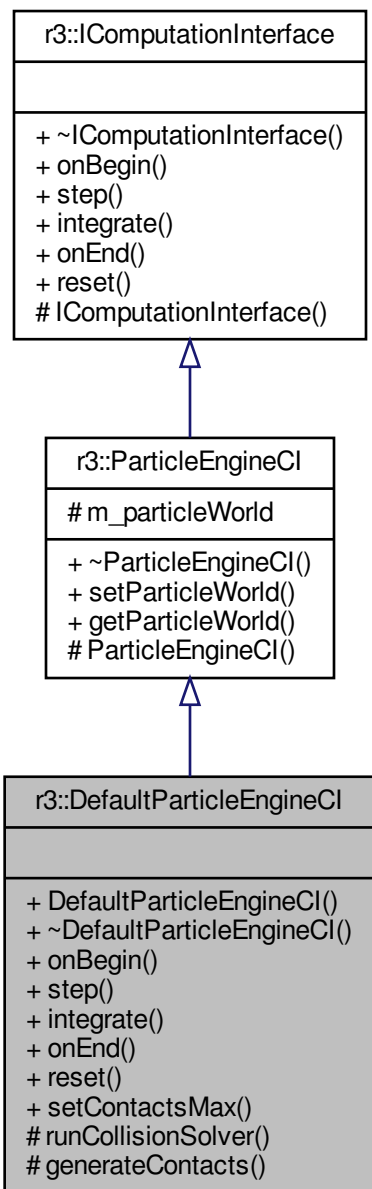 r3::IComputationInterface
+ ~IComputationInterface()
+ onBegin()
+ step()
+ integrate()
+ onEnd()
+ reset()
# IComputationInterface()
r3::ParticleEngineCI
# m_particleWorld
+ ~ParticleEngineCI()
+ setParticleWorld()
+ getParticleWorld()
# ParticleEngineCI()
r3::DefaultParticleEngineCI
+ DefaultParticleEngineCI()
+ ~DefaultParticleEngineCI()
+ onBegin()
+ step()
+ integrate()
+ onEnd()
+ reset()
+ setContactsMax()
# runCollisionSolver()
# generateContacts()